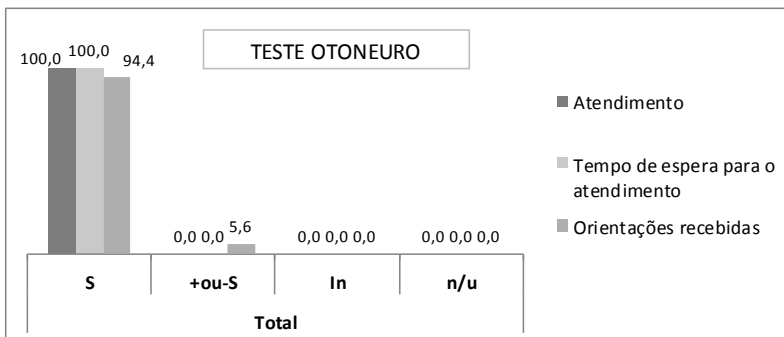 TESTE OTONEURO
100,0 100,0 94,4
0,0 0,0 5,6
0,0 0,0 0,0
0,0 0,0 0,0
S
+ou-S
In
n/u
Total
Atendimento
Tempo de espera para o
atendimento
Orientações recebidas